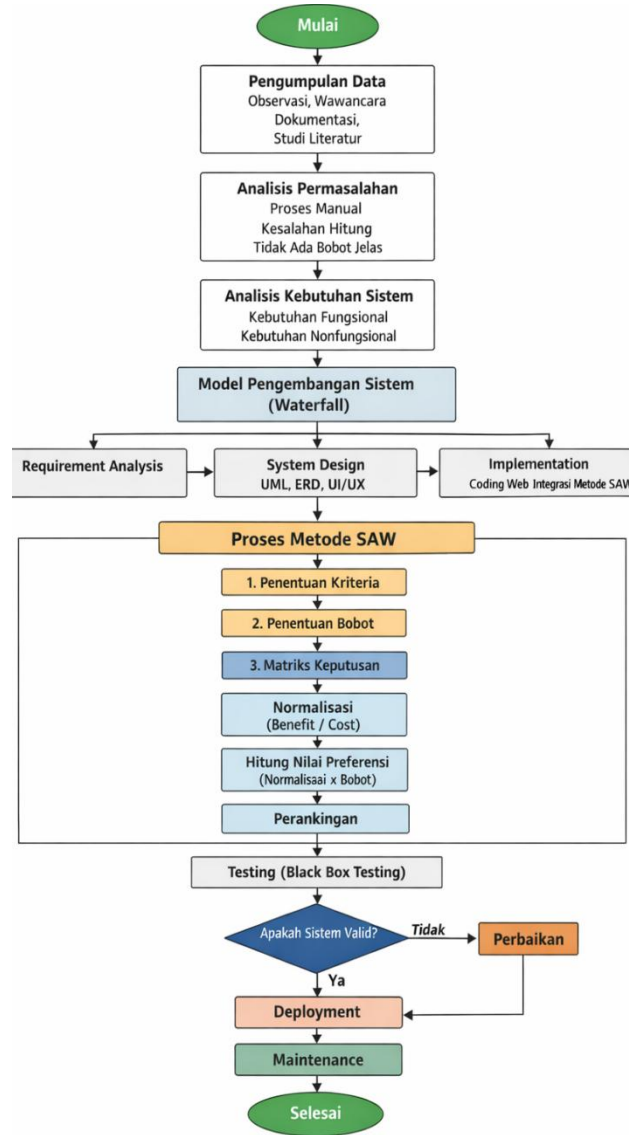 Mulai
Pengumpulan Data
Observasi, Wawancara
Dokumentasi,
Studi Literatur
Analisis Permasalahan
Proses Manual
Kesalahan Hitung
Tidak Ada Bobot Jelas
Analisis Kebutuhan Sistem
Kebutuhan Fungsional
Kebutuhan Nonfungsional
Model Pengembangan Sistem
(Waterfall)
Requirement Analysis
System Design
UML, ERD, UI/UX
Implementation
Coding Web Integrasi Metode SAW
Proses Metode SAW
1. Penentuan Kriteria
2. Penentuan Bobot
3. Matriks Keputusan
Normalisasi
(Benefit / Cost)
Hitung Nilai Preferensi
(Normalisaai x Bobot)
Perankingan
Testing (Black Box Testing)
Apakah Sistem Valid?
Tidak
Perbaikan
Ya
Deployment
Maintenance
Selesai